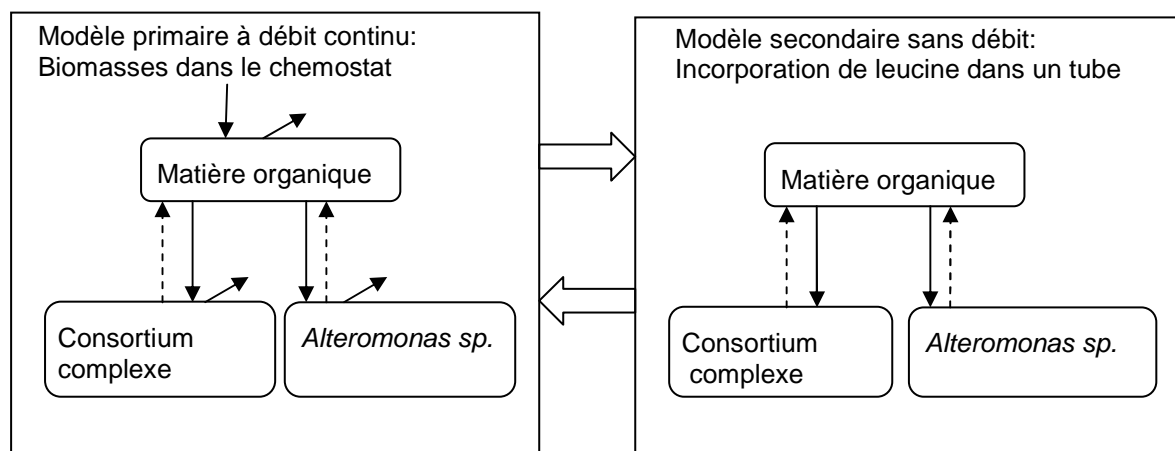 Modèle primaire à débit continu:
Biomasses dans le chemostat
Matière organique
Consortium
complexe
Alteromonas sp.
Modèle secondaire sans débit:
Incorporation de leucine dans un tube
Matière organique
Consortium
complexe
Alteromonas sp.